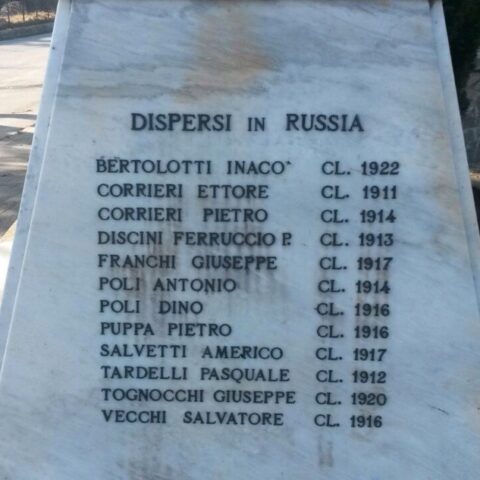 DISPERSI IN RUSSIA
BERTOLOTTI INACO` CL. 1922
CORRIERI ETTORE CL. 1911
CORRIERI PIETRO CL. 1914
DISCINI FERRUCCIO P. CL. 1913
FRANCHI GIUSEPPE CL. 1917
POLI ANTONIO CL. 1914
POLI DINO CL. 1916
PUPPA PIETRO CL. 1916
SALVETTI AMERICO CL. 1917
TARDELLI PASQUALE CL. 1912
TOGNOCCHI GIUSEPPE CL. 1920
VECCHI SALVATORE CL. 1916